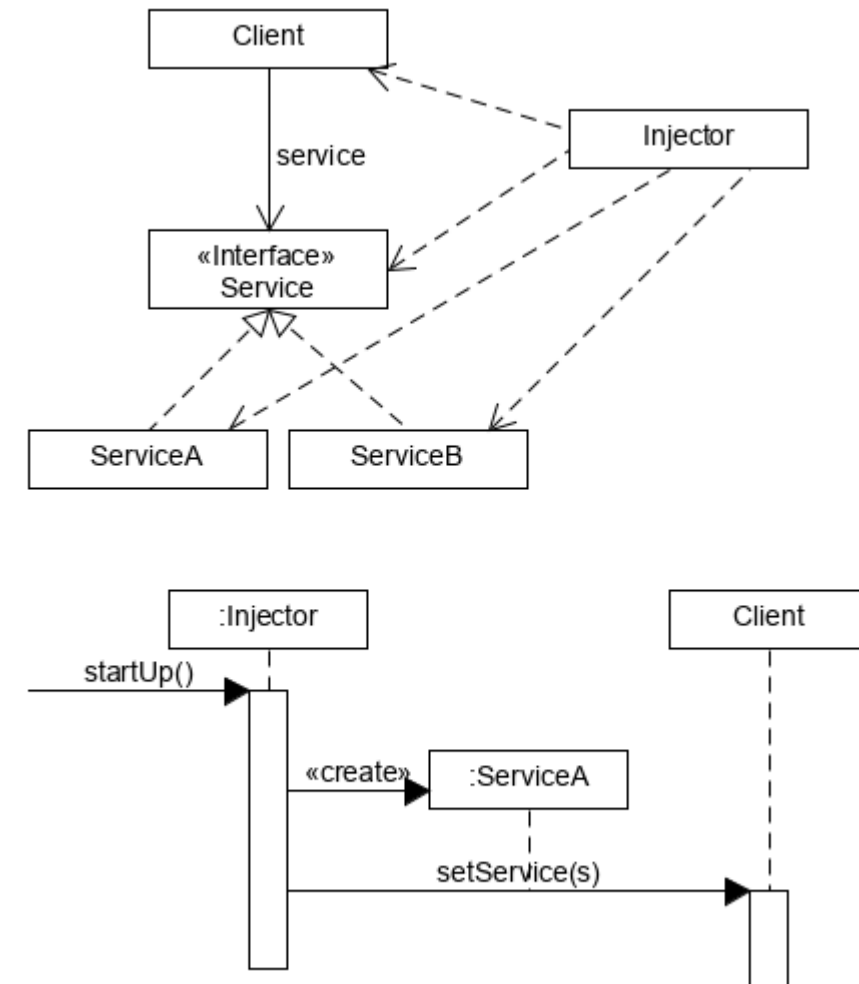 Client
Injector
service
«Interface»
Service
ServiceA
ServiceB
:Injector
Client
startUp()
«create»
:ServiceA
setService(s)